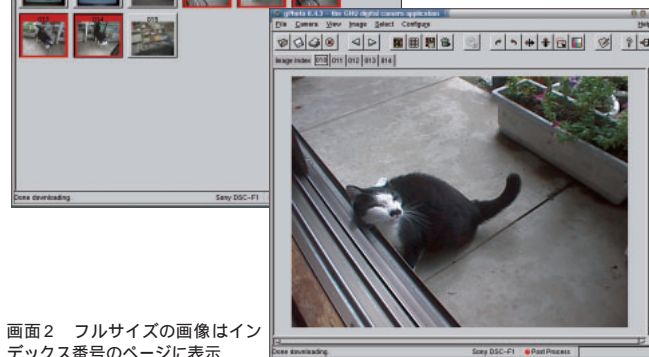 013 014 015
Done downloading. Sony DSC-F1
gPhoto 0.4.3 - the GNU digital camera application
File Camera View Image Select Configure Help
Image Index 010 011 012 013 014
Done downloading. Sony DSC-F1 Post Process
画面2 フルサイズの画像はイン
デックス番号のページに表示